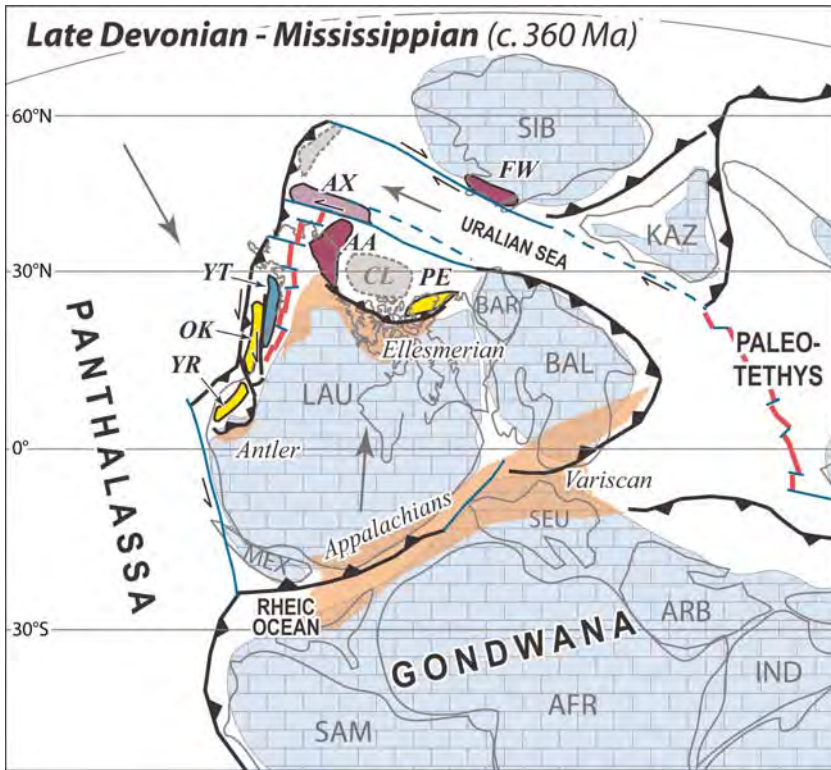 Late Devonian - Mississippian (c. 360 Ma)
60°N
SIB
FW
AX
URALIAN SEA
KAZ
AA
30°N
CL
PE
YT
BAR
OK
Ellesmerian
BAL
PALEO-
TETHYS
YR
LAU
PANTHALASSA
0°
Antler
Variscan
Appalachians
SEU
MEX
RHEIC
OCEAN
ARB
30°S
GONDWANA
IND
AFR
SAM